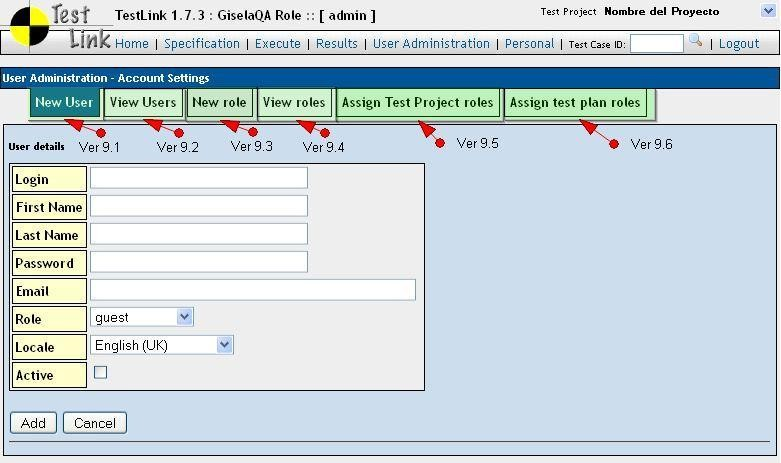 Test
Link
TestLink 1.7.3 : GiselaQA Role :: [ admin ]
Test Project Nombre del Proyecto
Home | Specification | Execute | Results | User Administration | Personal | Test Case ID: | Logout
User Administration - Account Settings
New User View Users New role View roles Assign Test Project roles Assign test plan roles
User details Ver 9.1 Ver 9.2 Ver 9.3 Ver 9.4 Ver 9.5 Ver 9.6
Login
First Name
Last Name
Password
Email
Role guest
Locale English (UK)
Active
Add Cancel